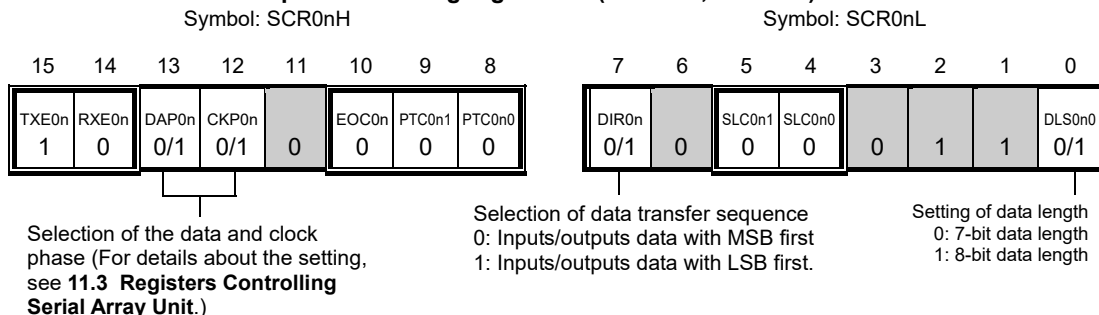 Symbol: SCR0nH
Symbol: SCR0nL
15 14 13 12 11 10 9 8
7 6 5 4 3 2 1 0
TXE0n RXE0n DAP0n CKP0n EOC0n PTC0n1 PTC0n0
1 0 0/1 0/1 0 0 0 0
DIR0n SLC0n1 SLC0n0 DLS0n0
0/1 0 0 0 0 1 1 0/1
Selection of the data and clock
phase (For details about the setting,
see 11.3 Registers Controlling
Serial Array Unit.)
Selection of data transfer sequence
0: Inputs/outputs data with MSB first
1: Inputs/outputs data with LSB first.
Setting of data length
0: 7-bit data length
1: 8-bit data length